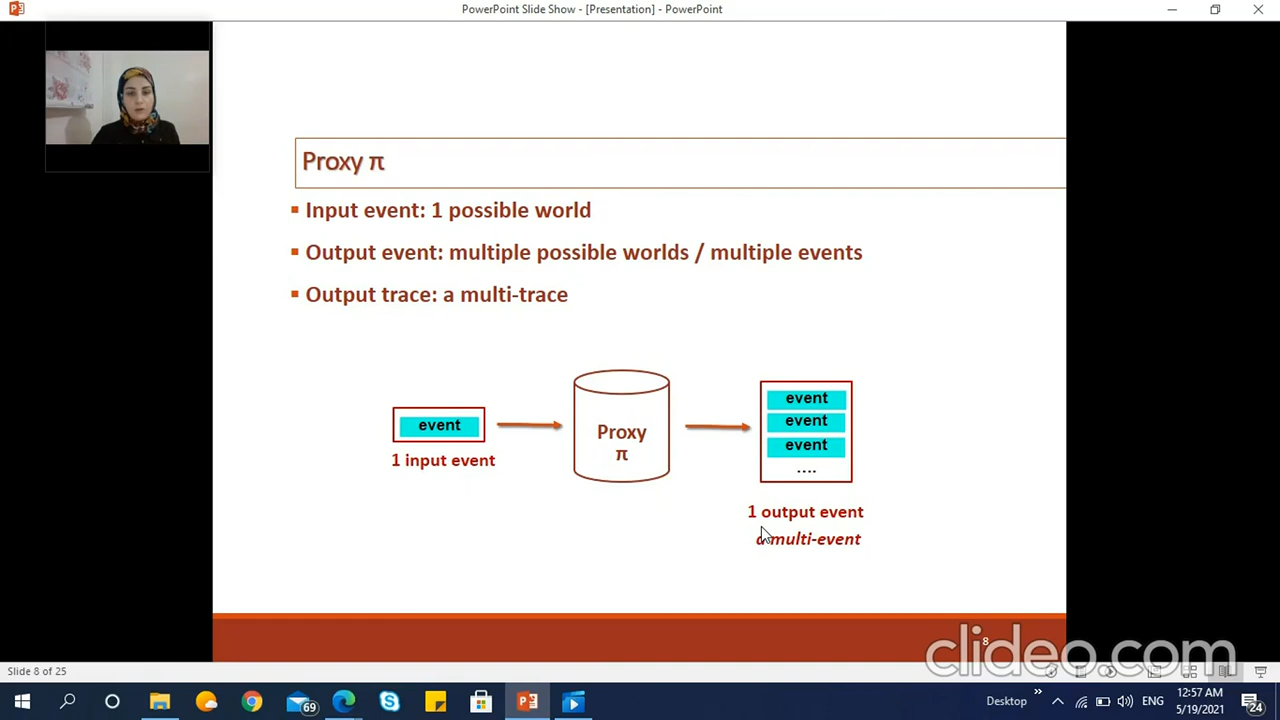 PowerPoint Slide Show - [Presentation] - PowerPoint
Proxy π
Input event: 1 possible world
Output event: multiple possible worlds / multiple events
Output trace: a multi-trace
event
1 input event
Proxy
π
event
event
event
....
1 output event
a multi-event
8
clideo.com
Slide 8 of 25
69
Desktop
ENG
12:57 AM
5/19/2021
24